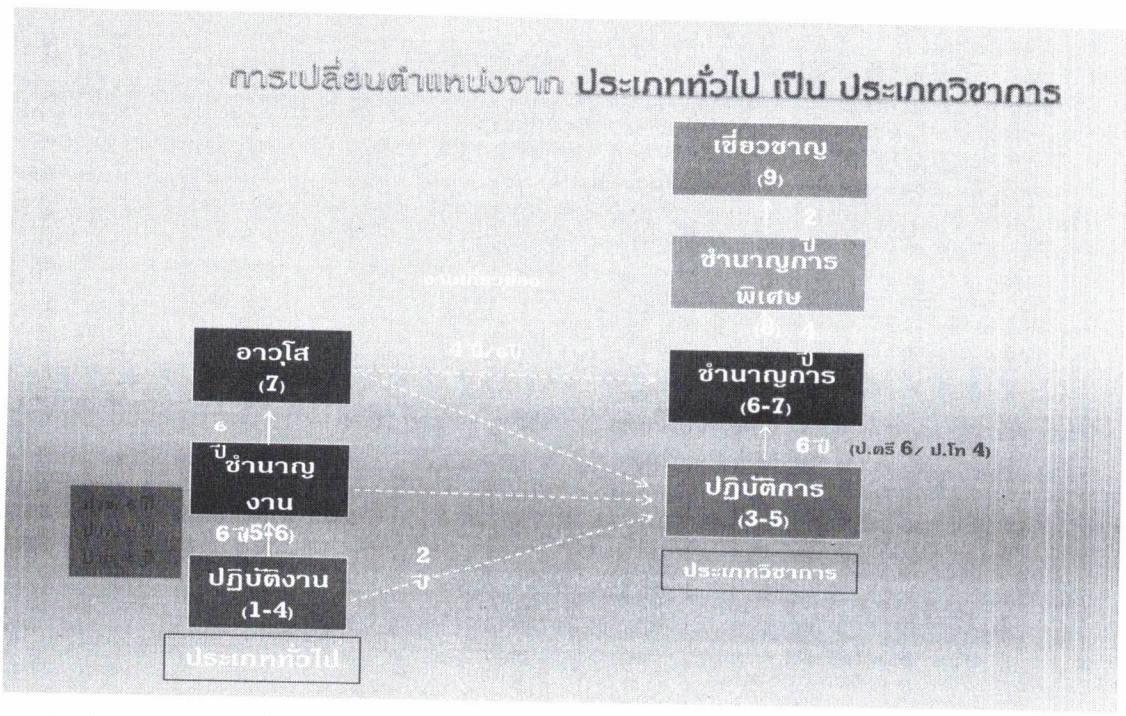 การเปลี่ยนตำแหน่งจาก ประเภททั่วไป เป็น ประเภทวิชาการ
เชี่ยวชาญ
(9)
2
ปี
ชำนาญการ
พิเศษ
(8) 4
ปี
ชำนาญการ
(6-7)
6 ปี (ป.ตรี 6/ ป.โท 4)
ปฏิบัติการ
(3-5)
ประเภทวิชาการ
อาวุโส
(7)
6
ปี
ชำนาญ
งาน
6 ปี(5-6)
ปฏิบัติงาน
(1-4)
ประเภททั่วไป
2
ปี